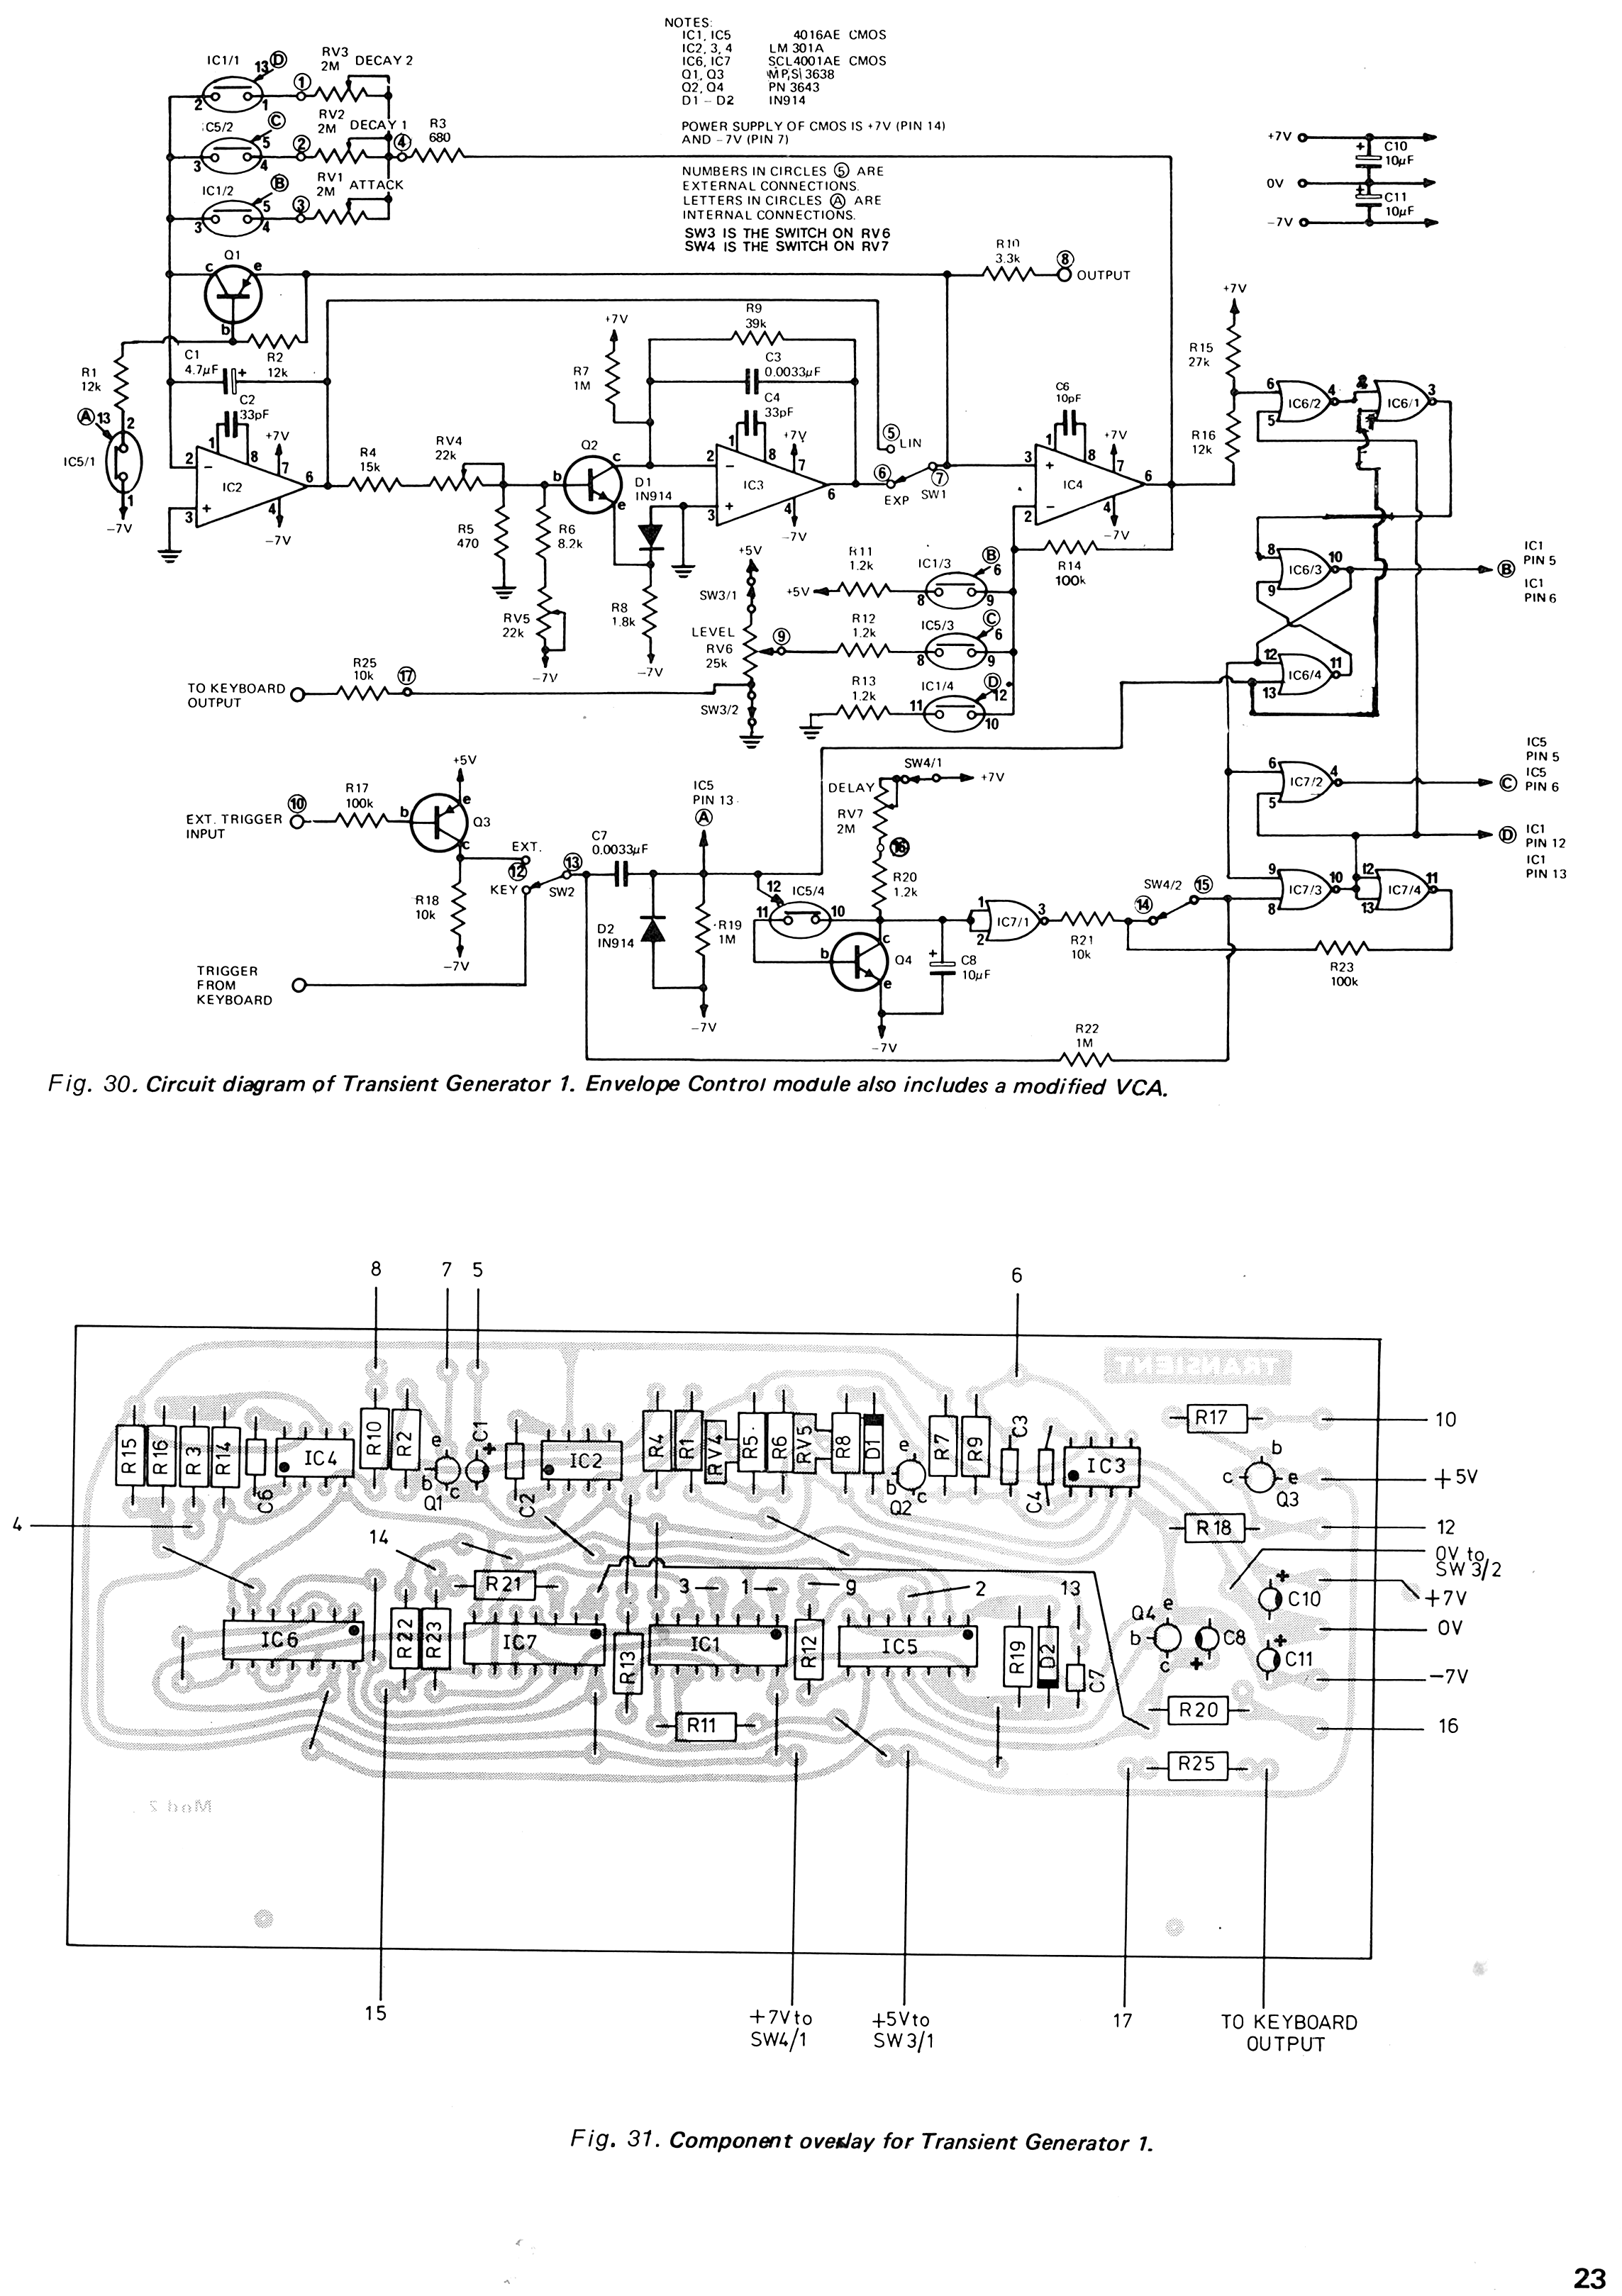 NOTES:
IC1, IC5 4016AE CMOS
IC2, 3, 4 LM 301A
IC6, IC7 SCL4001AE CMOS
Q1, Q3 MPS 3638
Q2, Q4 PN 3643
D1 – D2 IN914
POWER SUPPLY OF CMOS IS +7V (PIN 14)
AND –7V (PIN 7)
NUMBERS IN CIRCLES ⑤ ARE
EXTERNAL CONNECTIONS.
LETTERS IN CIRCLES Ⓐ ARE
INTERNAL CONNECTIONS.
SW3 IS THE SWITCH ON RV6
SW4 IS THE SWITCH ON RV7
IC1/1 13 Ⓓ RV3 2M DECAY 2
2 1 ①
IC5/2 Ⓒ RV2 2M DECAY 1
3 5 4 ② ④ R3 680
IC1/2 Ⓑ RV1 2M ATTACK
3 5 4 ③
+7V C10 10µF
0V C11 10µF
–7V
Q1 c e b
R10 3.3k ⑧ OUTPUT
R1 12k
R2 12k
C1 4.7µF +
C2 33pF
Ⓐ 13 2 IC5/1 1 –7V
2 3 1 8 +7V 7 6 IC2 4 –7V
R4 15k
RV4 22k
R5 470
R6 8.2k
RV5 22k
–7V
+7V R7 1M
Q2 b c e
D1 IN914
R8 1.8k
–7V
R9 39k
C3 0.0033µF
C4 33pF
2 3 1 8 +7V 7 6 IC3 4 –7V
⑤ LIN
⑥ EXP ⑦ SW1
C6 10pF
3 2 1 8 +7V 7 6 IC4 4 –7V
R14 100k
+7V R15 27k
R16 12k
6 5 IC6/2 4
2 1 IC6/1 3
8 9 IC6/3 10
12 13 IC6/4 11
Ⓑ IC1 PIN 5
IC1 PIN 6
+5V R11 1.2k 8 IC1/3 9 Ⓑ 6
+5V SW3/1
LEVEL RV6 25k ⑨
R12 1.2k 8 IC5/3 9 Ⓒ 6
R13 1.2k 11 IC1/4 10 Ⓓ 12
SW3/2
TO KEYBOARD OUTPUT R25 10k ⑰
EXT. TRIGGER INPUT ⑩ R17 100k
+5V b e c Q3
R18 10k
–7V
EXT. ⑫ KEY ⑬ SW2
TRIGGER FROM KEYBOARD
C7 0.0033µF
D2 IN914
IC5 PIN 13 Ⓐ
R19 1M
–7V
12 11 IC5/4 10
b c e Q4
–7V
SW4/1 +7V
DELAY RV7 2M
⑯ R20 1.2k
+ C8 10µF
1 2 IC7/1 3
R21 10k
SW4/2 ⑭ ⑮
R22 1M
R23 100k
6 5 IC7/2 4
9 8 IC7/3 10
12 13 IC7/4 11
Ⓒ IC5 PIN 5
IC5 PIN 6
Ⓓ IC1 PIN 12
IC1 PIN 13
Fig. 30. Circuit diagram of Transient Generator 1. Envelope Control module also includes a modified VCA.
8 7 5 6
TRANSIENT
R15 R16 R3 R14 C6 IC4 R10 R2 e b c Q1 C1 + C2 IC2 R4 R1 RV4 R5 R6 RV5 R8 D1 e b c Q2 R7 R9 C3 C4 IC3 R17 b c e Q3 R18
10
+5V
12
0V to
SW 3/2
+7V
0V
–7V
16
4 14 R21 3 1 9 2 13
IC6 R22 R23 IC7 R13 IC1 R12 IC5 R19 D2 C7 Q4 e b c C8 + C10 + C11 +
R11 R20
R25
Mod 2
15
+7V to
SW4/1
+5V to
SW3/1
17
TO KEYBOARD
OUTPUT
Fig. 31. Component overlay for Transient Generator 1.
23